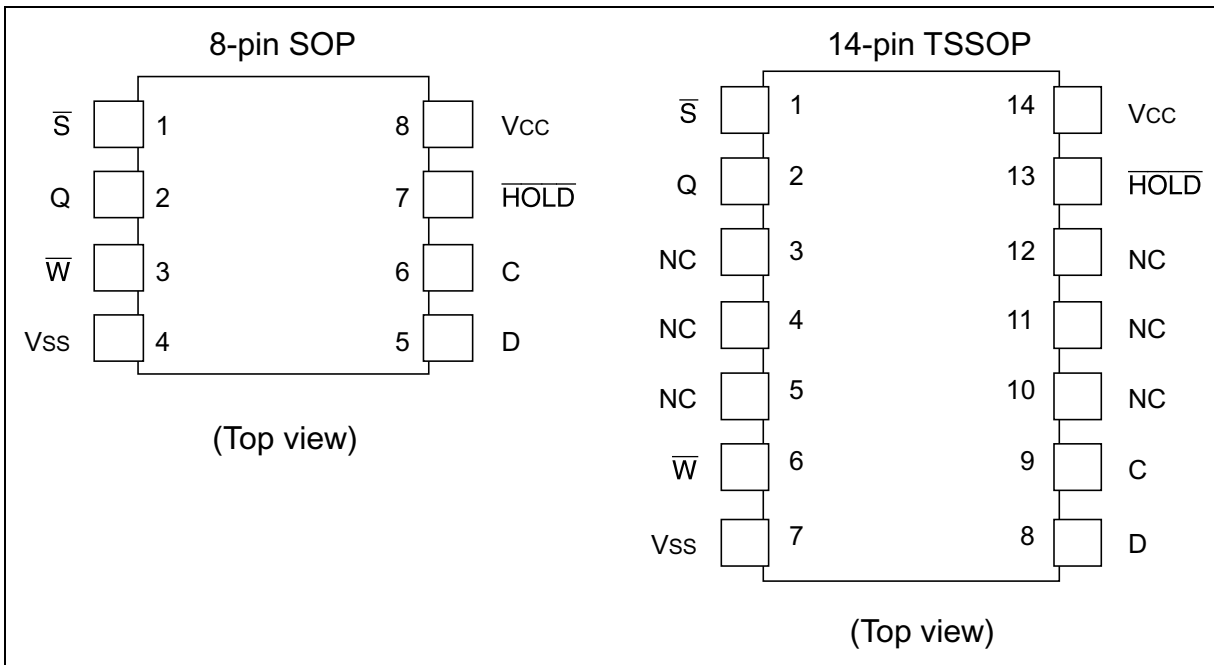 8-pin SOP
S̅ 1 8 VCC
Q 2 7 H̅O̅L̅D̅
W̅ 3 6 C
VSS 4 5 D
(Top view)
14-pin TSSOP
S̅ 1 14 VCC
Q 2 13 H̅O̅L̅D̅
NC 3 12 NC
NC 4 11 NC
NC 5 10 NC
W̅ 6 9 C
VSS 7 8 D
(Top view)